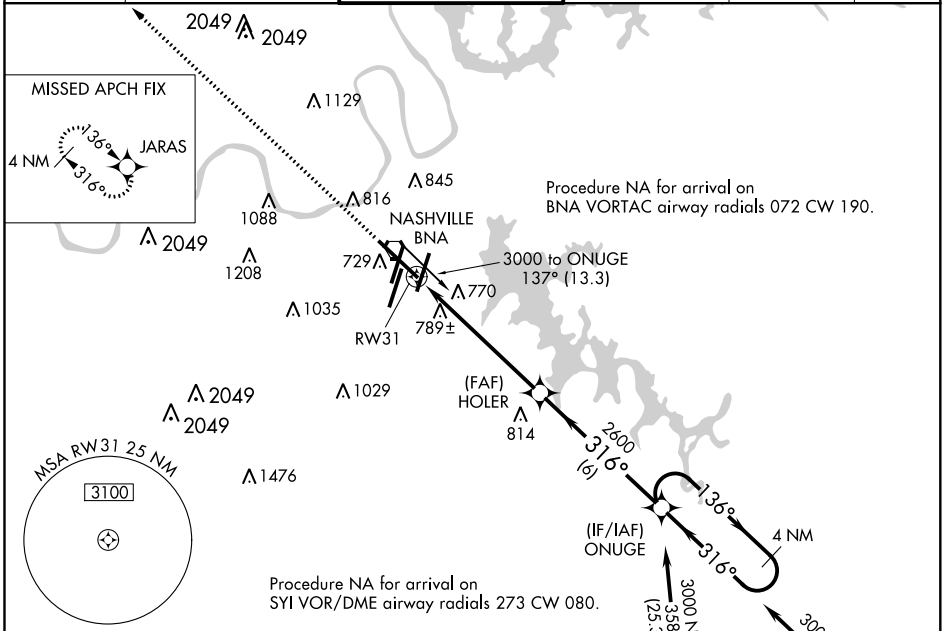 2049
2049
MISSED APCH FIX
136°
JARAS
4 NM
316°
1129
845
816
1088
Procedure NA for arrival on
BNA VORTAC airway radials 072 CW 190.
NASHVILLE
BNA
2049
1208
729
3000 to ONUGE
137° (13.3)
770
1035
789±
RW31
(FAF)
HOLER
2049
1029
2049
814
2600
316°
(6)
MSA RW31 25 NM
3100
1476
136°
(IF/IAF)
ONUGE
4 NM
316°
Procedure NA for arrival on
SYI VOR/DME airway radials 273 CW 080.
3000 N
358
(25.
300